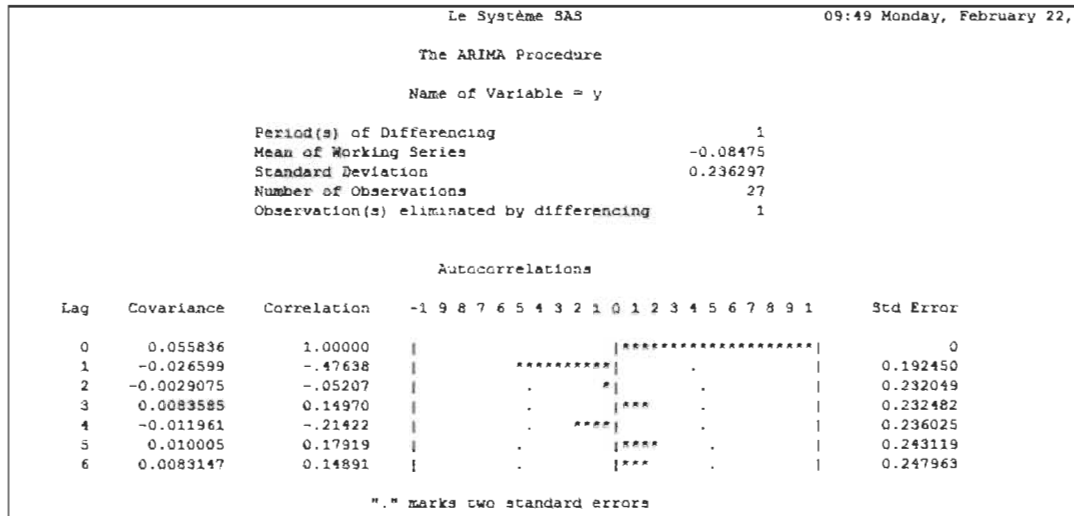 Le Système SAS 09:49 Monday, February 22,
The ARIMA Procedure
Name of Variable = y
Period(s) of Differencing 1
Mean of Working Series -0.08475
Standard Deviation 0.236297
Number of Observations 27
Observation(s) eliminated by differencing 1
Autocorrelations
Lag Covariance Correlation -1 9 8 7 6 5 4 3 2 1 0 1 2 3 4 5 6 7 8 9 1 Std Error
0 0.055836 1.00000 | |********************| 0
1 -0.026599 -.47638 | **********| . | 0.192450
2 -0.0029075 -.05207 | . *| . | 0.232049
3 0.0083585 0.14970 | . |*** . | 0.232482
4 -0.011961 -.21422 | . ****| . | 0.236025
5 0.010005 0.17919 | . |**** . | 0.243119
6 0.0083147 0.14891 | . |*** . | 0.247963
"." marks two standard errors